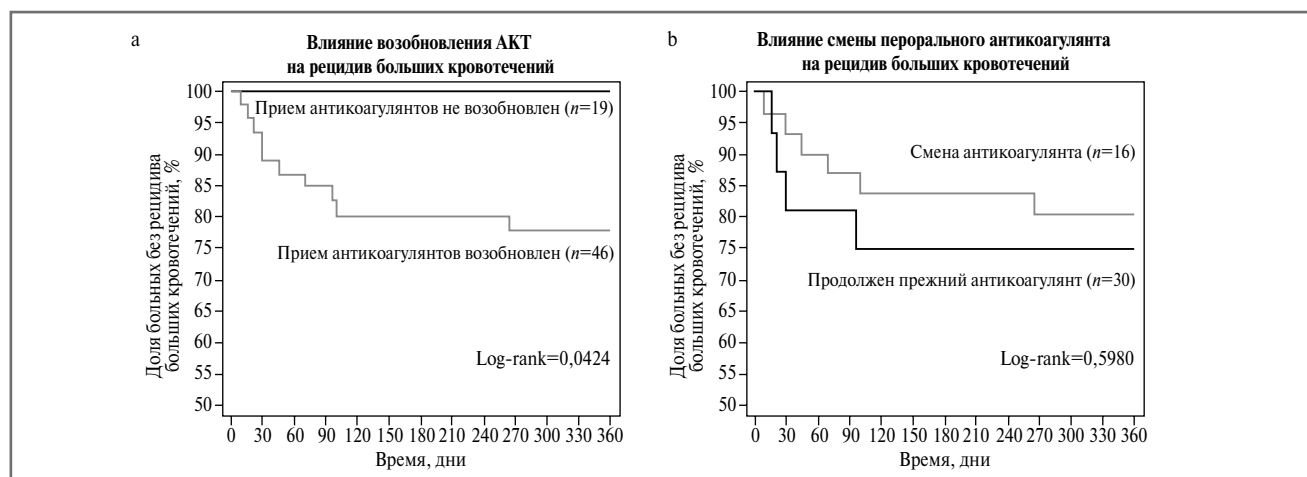 a
Влияние возобновления АКТ
на рецидив больших кровотечений
Доля больных без рецидива
больших кровотечений, %
100
95
90
85
80
75
70
65
60
55
50
Прием антикоагулянтов не возобновлен (n=19)
Прием антикоагулянтов возобновлен (n=46)
Log-rank=0,0424
0 30 60 90 120 150 180 210 240 270 300 330 360
Время, дни
b
Влияние смены перорального антикоагулянта
на рецидив больших кровотечений
Доля больных без рецидива
больших кровотечений, %
100
95
90
85
80
75
70
65
60
55
50
Смена антикоагулянта (n=16)
Продолжен прежний антикоагулянт (n=30)
Log-rank=0,5980
0 30 60 90 120 150 180 210 240 270 300 330 360
Время, дни